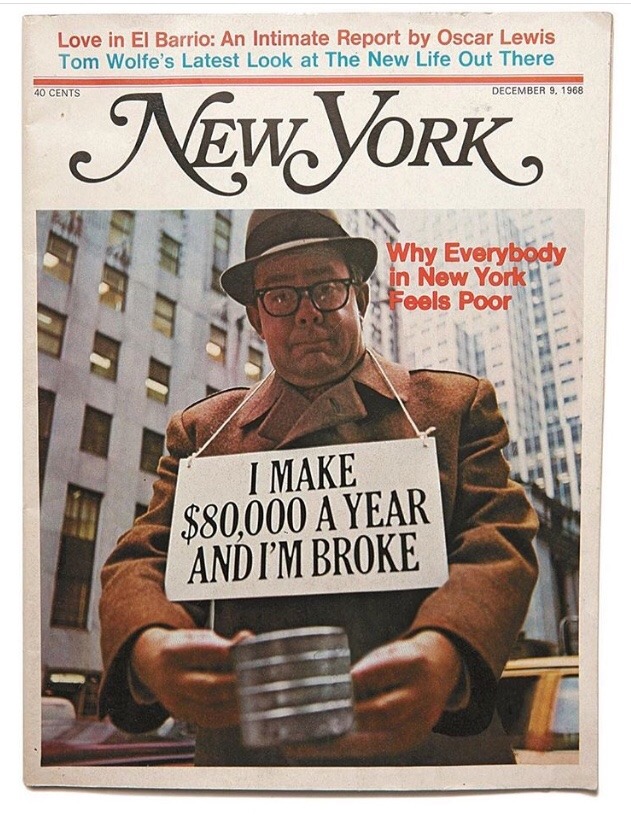 Love in El Barrio: An Intimate Report by Oscar Lewis
Tom Wolfe's Latest Look at The New Life Out There
40 CENTS
DECEMBER 9, 1968
NEW YORK
Why Everybody
in New York
Feels Poor
I MAKE
$80,000 A YEAR
AND I'M BROKE